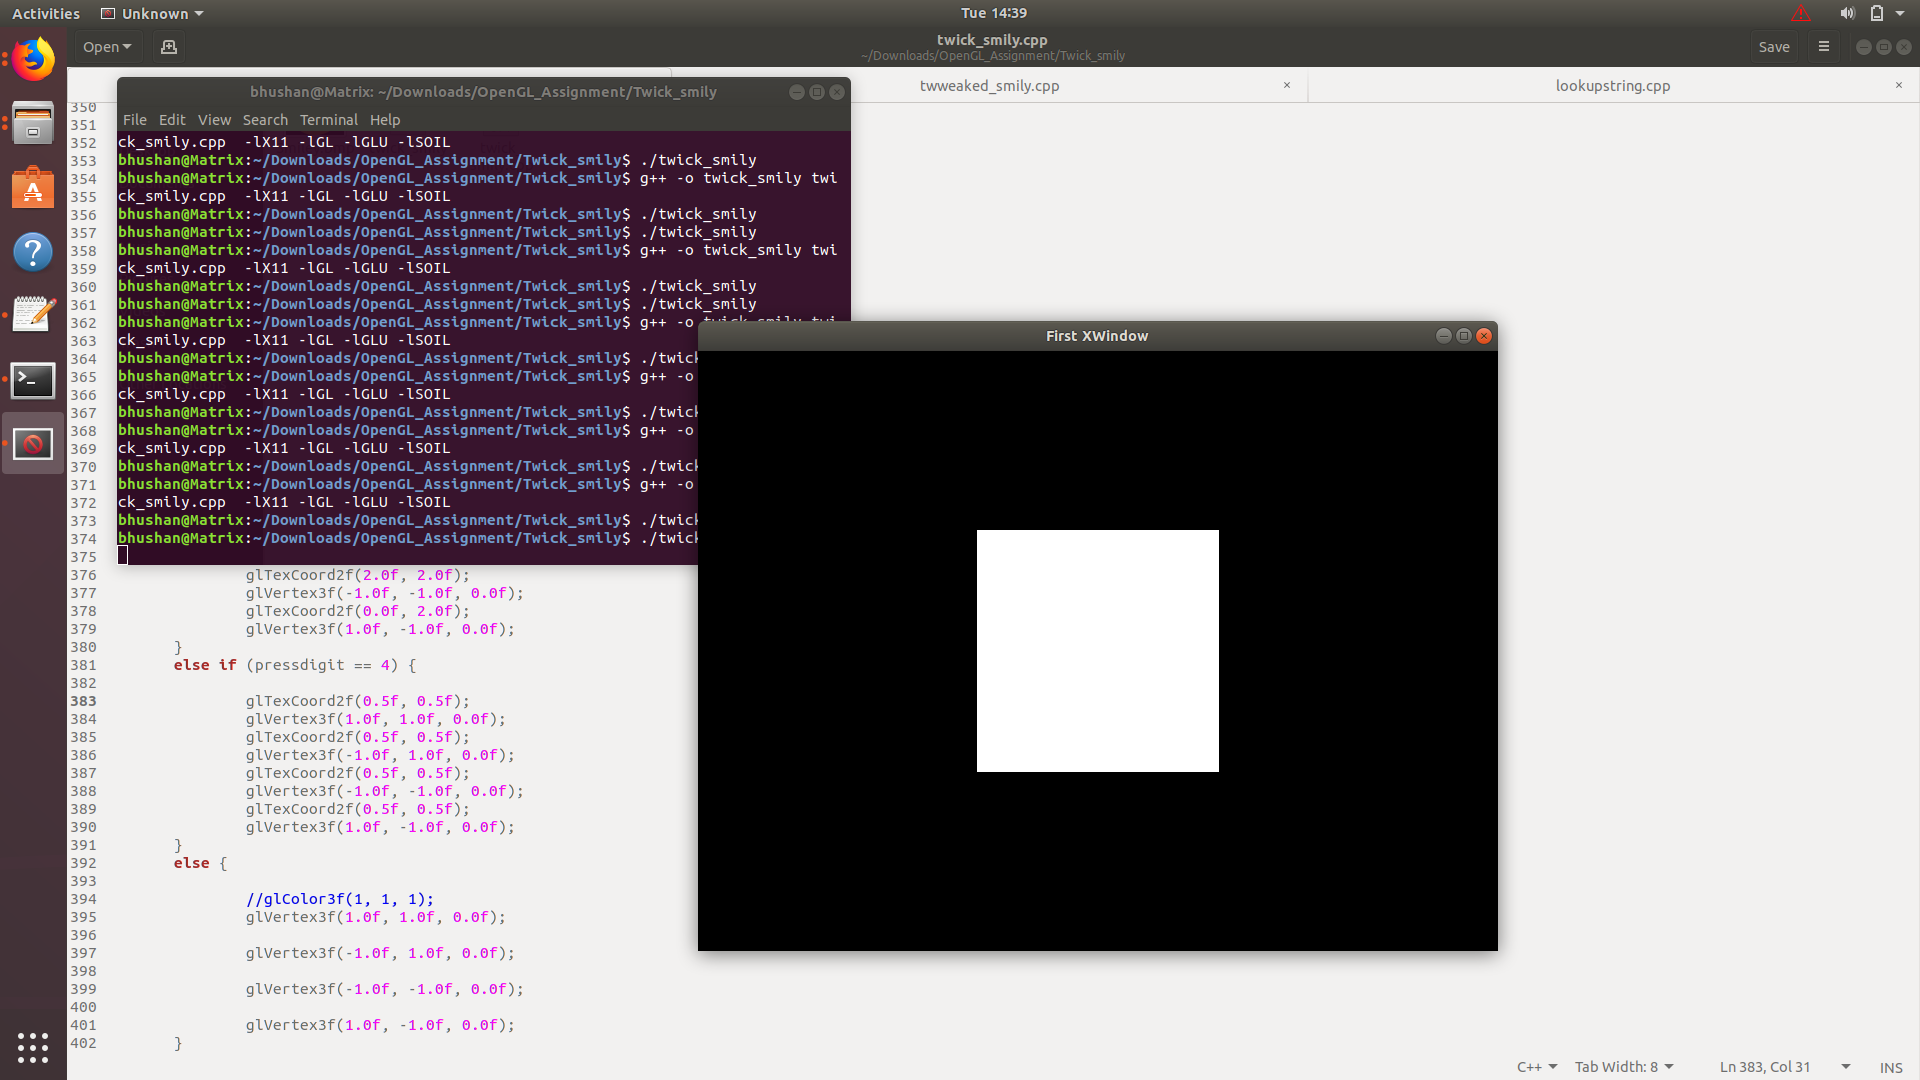 Activities Unknown Tue 14:39
Open twick_smily.cpp Save
~/Downloads/OpenGL_Assignment/Twick_smily
twweaked_smily.cpp × lookupstring.cpp ×
bhushan@Matrix: ~/Downloads/OpenGL_Assignment/Twick_smily
File Edit View Search Terminal Help
ck_smily.cpp -lX11 -lGL -lGLU -lSOIL
bhushan@Matrix:~/Downloads/OpenGL_Assignment/Twick_smily$ ./twick_smily
bhushan@Matrix:~/Downloads/OpenGL_Assignment/Twick_smily$ g++ -o twick_smily twi
ck_smily.cpp -lX11 -lGL -lGLU -lSOIL
bhushan@Matrix:~/Downloads/OpenGL_Assignment/Twick_smily$ ./twick_smily
bhushan@Matrix:~/Downloads/OpenGL_Assignment/Twick_smily$ ./twick_smily
bhushan@Matrix:~/Downloads/OpenGL_Assignment/Twick_smily$ g++ -o twick_smily twi
ck_smily.cpp -lX11 -lGL -lGLU -lSOIL
bhushan@Matrix:~/Downloads/OpenGL_Assignment/Twick_smily$ ./twick_smily
bhushan@Matrix:~/Downloads/OpenGL_Assignment/Twick_smily$ ./twick_smily
bhushan@Matrix:~/Downloads/OpenGL_Assignment/Twick_smily$ g++ -o twick_smily twi
ck_smily.cpp -lX11 -lGL -lGLU -lSOIL
bhushan@Matrix:~/Downloads/OpenGL_Assignment/Twick_smily$ ./twick
bhushan@Matrix:~/Downloads/OpenGL_Assignment/Twick_smily$ g++ -o
ck_smily.cpp -lX11 -lGL -lGLU -lSOIL
bhushan@Matrix:~/Downloads/OpenGL_Assignment/Twick_smily$ ./twick
bhushan@Matrix:~/Downloads/OpenGL_Assignment/Twick_smily$ g++ -o
ck_smily.cpp -lX11 -lGL -lGLU -lSOIL
bhushan@Matrix:~/Downloads/OpenGL_Assignment/Twick_smily$ ./twick
bhushan@Matrix:~/Downloads/OpenGL_Assignment/Twick_smily$ g++ -o
ck_smily.cpp -lX11 -lGL -lGLU -lSOIL
bhushan@Matrix:~/Downloads/OpenGL_Assignment/Twick_smily$ ./twick
bhushan@Matrix:~/Downloads/OpenGL_Assignment/Twick_smily$ ./twick
First XWindow
350
351
352
353
354
355
356
357
358
359
360
361
362
363
364
365
366
367
368
369
370
371
372
373
374
375
376 glTexCoord2f(2.0f, 2.0f);
377 glVertex3f(-1.0f, -1.0f, 0.0f);
378 glTexCoord2f(0.0f, 2.0f);
379 glVertex3f(1.0f, -1.0f, 0.0f);
380 }
381 else if (pressdigit == 4) {
382
383 glTexCoord2f(0.5f, 0.5f);
384 glVertex3f(1.0f, 1.0f, 0.0f);
385 glTexCoord2f(0.5f, 0.5f);
386 glVertex3f(-1.0f, 1.0f, 0.0f);
387 glTexCoord2f(0.5f, 0.5f);
388 glVertex3f(-1.0f, -1.0f, 0.0f);
389 glTexCoord2f(0.5f, 0.5f);
390 glVertex3f(1.0f, -1.0f, 0.0f);
391 }
392 else {
393
394 //glColor3f(1, 1, 1);
395 glVertex3f(1.0f, 1.0f, 0.0f);
396
397 glVertex3f(-1.0f, 1.0f, 0.0f);
398
399 glVertex3f(-1.0f, -1.0f, 0.0f);
400
401 glVertex3f(1.0f, -1.0f, 0.0f);
402 }
C++ Tab Width: 8 Ln 383, Col 31 INS